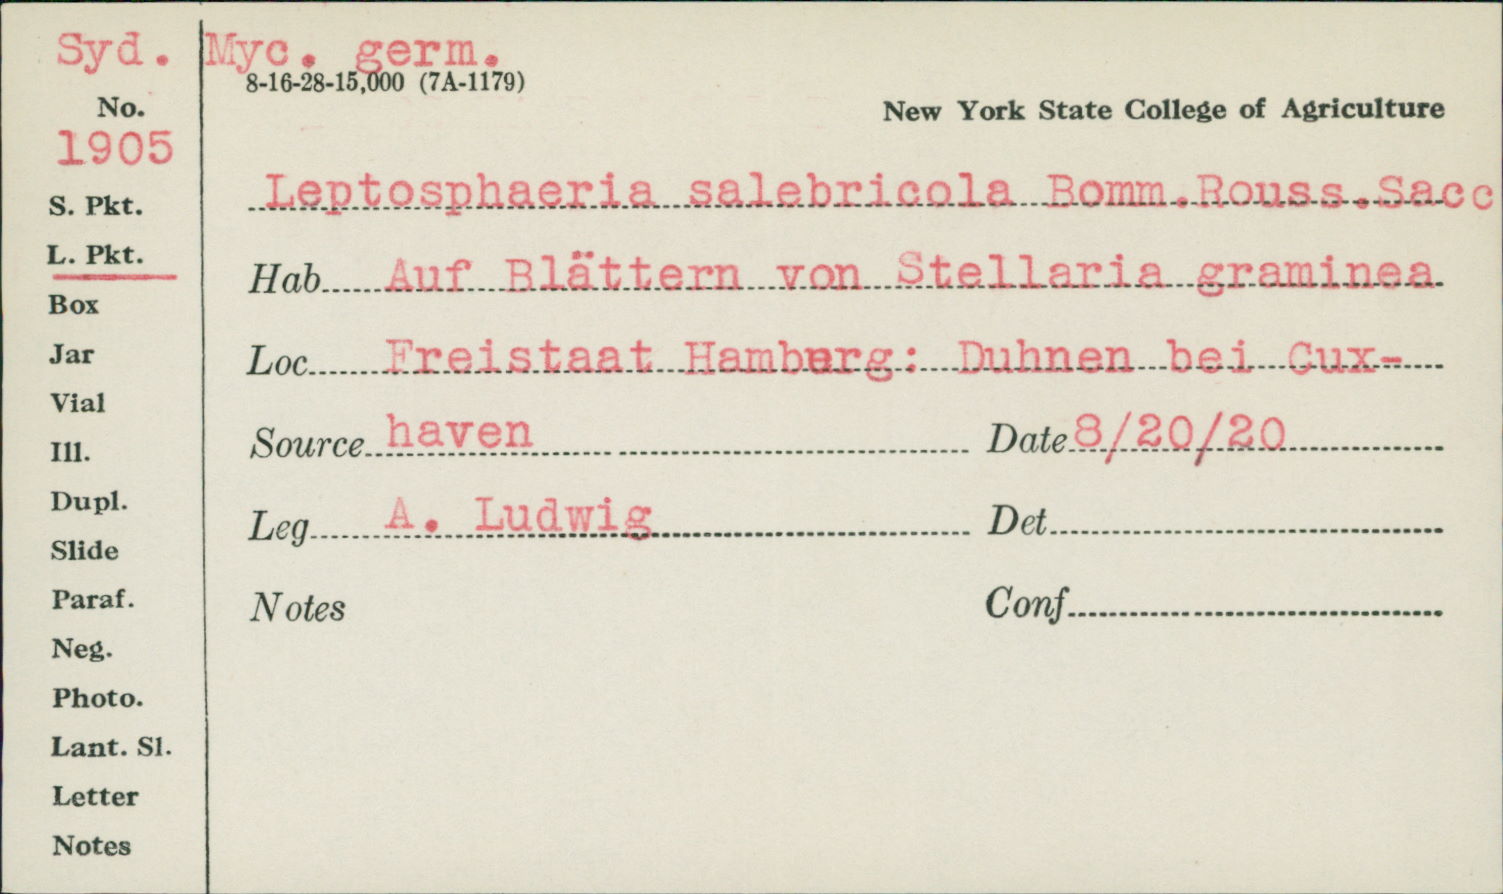 Syd. Myc. germ.
8-16-28-15,000 (7A-1179)
No.
New York State College of Agriculture
1905
Leptosphaeria salebricola Bomm.Rouss.Sacc
S. Pkt.
L. Pkt.
Hab Auf Blättern von Stellaria graminea
Box
Jar
Loc Freistaat Hamburg: Duhnen bei Cux-
Vial
Source haven Date 8/20/20
Ill.
Dupl.
Leg A. Ludwig Det
Slide
Paraf.
Notes Conf
Neg.
Photo.
Lant. Sl.
Letter
Notes